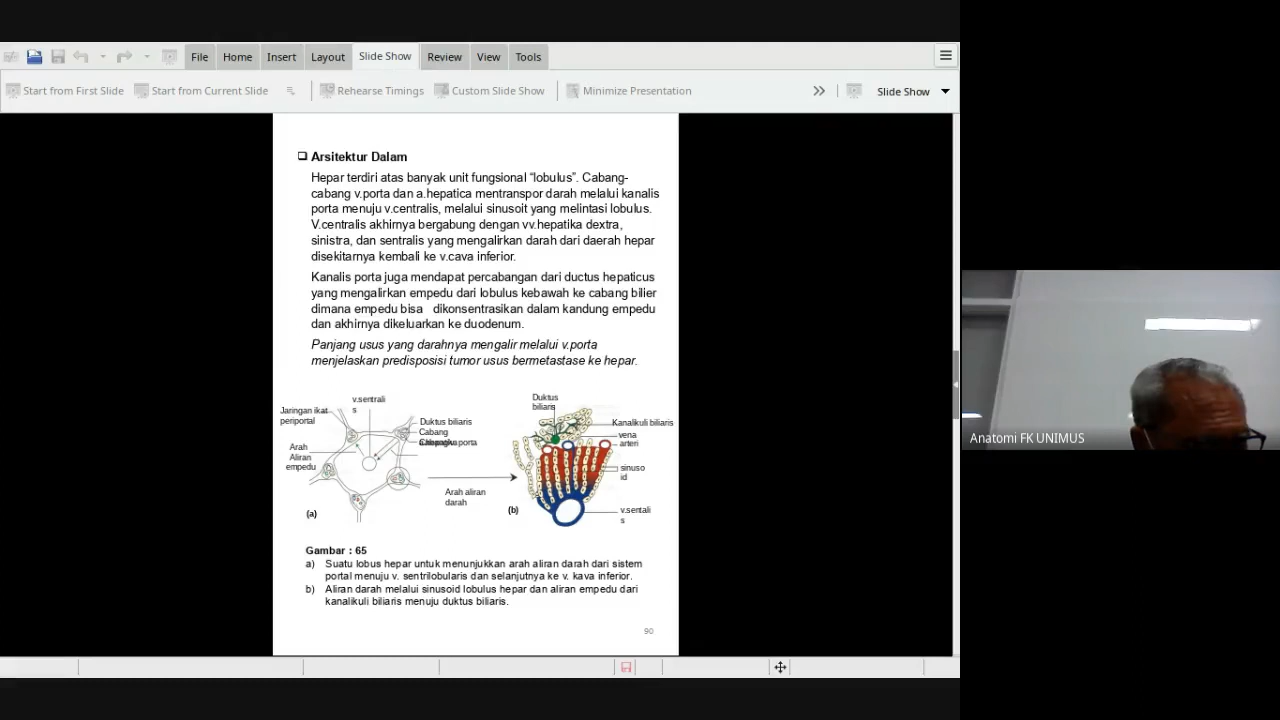 File Home Insert Layout Slide Show Review View Tools
Start from First Slide Start from Current Slide Rehearse Timings Custom Slide Show Minimize Presentation Slide Show
Arsitektur Dalam
Hepar terdiri atas banyak unit fungsional “lobulus”. Cabang-
cabang v.porta dan a.hepatica mentranspor darah melalui kanalis
porta menuju v.centralis, melalui sinusoit yang melintasi lobulus.
V.centralis akhirnya bergabung dengan vv.hepatika dextra,
sinistra, dan sentralis yang mengalirkan darah dari daerah hepar
disekitarnya kembali ke v.cava inferior.
Kanalis porta juga mendapat percabangan dari ductus hepaticus
yang mengalirkan empedu dari lobulus kebawah ke cabang bilier
dimana empedu bisa dikonsentrasikan dalam kandung empedu
dan akhirnya dikeluarkan ke duodenum.
Panjang usus yang darahnya mengalir melalui v.porta
menjelaskan predisposisi tumor usus bermetastase ke hepar.
v.sentrali
s
Jaringan ikat
periportal
Duktus biliaris
Cabang
porta
Arah
Aliran
empedu
Arah aliran
darah
(a)
Duktus
biliaris
Kanalikuli biliaris
vena
arteri
sinuso
id
v.sentali
s
(b)
Gambar : 65
a) Suatu lobus hepar untuk menunjukkan arah aliran darah dari sistem
portal menuju v. sentrilobularis dan selanjutnya ke v. kava inferior.
b) Aliran darah melalui sinusoid lobulus hepar dan aliran empedu dari
kanalikuli biliaris menuju duktus biliaris.
90
Anatomi FK UNIMUS